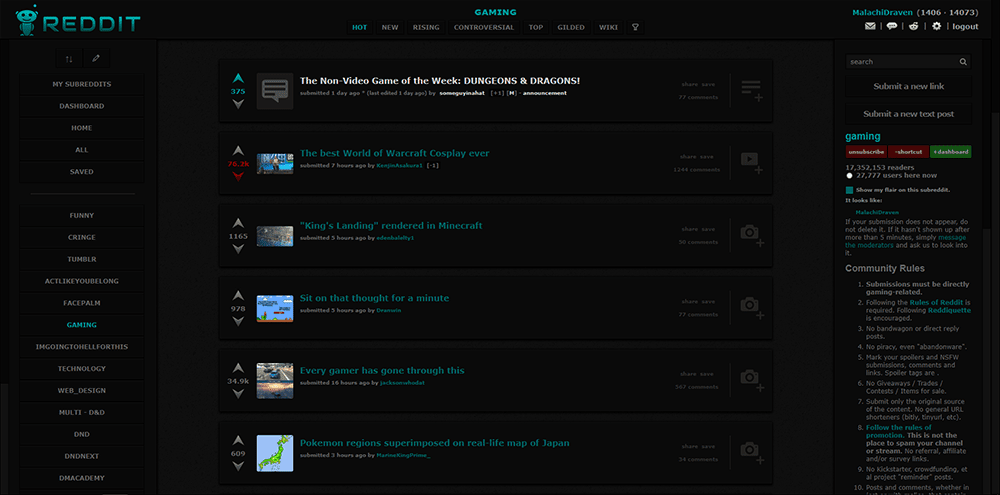 REDDIT
GAMING
HOT NEW RISING CONTROVERSIAL TOP GILDED WIKI
MalachiDraven (1406 · 14073)
logout
MY SUBREDDITS
DASHBOARD
HOME
ALL
SAVED
FUNNY
CRINGE
TUMBLR
ACTLIKEYOUBELONG
FACEPALM
GAMING
IMGOINGTOHELLFORTHIS
TECHNOLOGY
WEB_DESIGN
MULTI - D&D
DND
DNDNEXT
DMACADEMY
375
The Non-Video Game of the Week: DUNGEONS & DRAGONS!
submitted 1 day ago * (last edited 1 day ago) by someguyinahat [+1] [M] - announcement
share save
77 comments
76.2k
The best World of Warcraft Cosplay ever
submitted 7 hours ago by KenjinAsakura1 [-1]
share save
1244 comments
1165
"King's Landing" rendered in Minecraft
submitted 5 hours ago by edenbalefty1
share save
50 comments
978
Sit on that thought for a minute
submitted 5 hours ago by Dransein
share save
77 comments
34.9k
Every gamer has gone through this
submitted 16 hours ago by jacksonshodat
share save
567 comments
609
Pokemon regions superimposed on real-life map of Japan
submitted 3 hours ago by MarineKingPrime_
share save
34 comments
search
Submit a new link
Submit a new text post
gaming
unsubscribe -shortcut +dashboard
17,352,153 readers
27,777 users here now
Show my flair on this subreddit.
It looks like:
MalachiDraven
If your submission does not appear, do
not delete it. If it hasn't shown up after
more than 5 minutes, simply message
the moderators and ask us to look into
it.
Community Rules
1. Submissions must be directly
gaming-related.
2. Following the Rules of Reddit is
required. Following Reddiquette
is encouraged.
3. No bandwagon or direct reply
posts.
4. No piracy, even "abandonware".
5. Mark your spoilers and NSFW
submissions, comments and
links. Spoiler tags are .
6. No Giveaways / Trades /
Contests / Items for sale.
7. Submit only the original source
of the content. No general URL
shorteners (bitly, tinyurl, etc).
8. Follow the rules of
promotion. This is not the
place to spam your channel
or stream. No referral, affiliate
and/or survey links.
9. No Kickstarter, crowdfunding, et
al project "reminder" posts.
10. Posts and comments, whether in